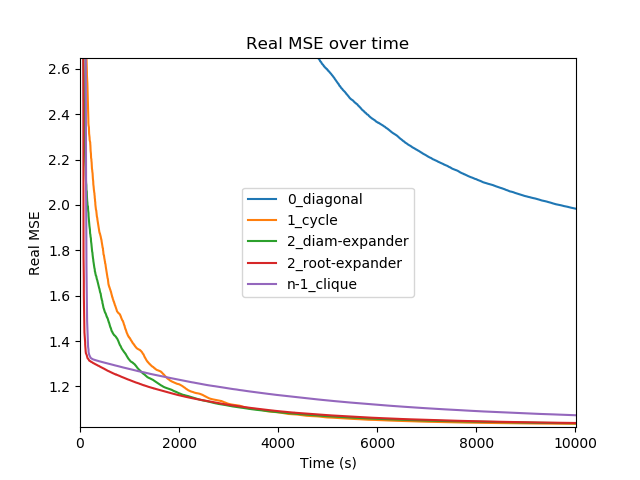 Real MSE over time
Real MSE
2.6
2.4
2.2
2.0
1.8
1.6
1.4
1.2
0_diagonal
1_cycle
2_diam-expander
2_root-expander
n-1_clique
0 2000 4000 6000 8000 10000
Time (s)